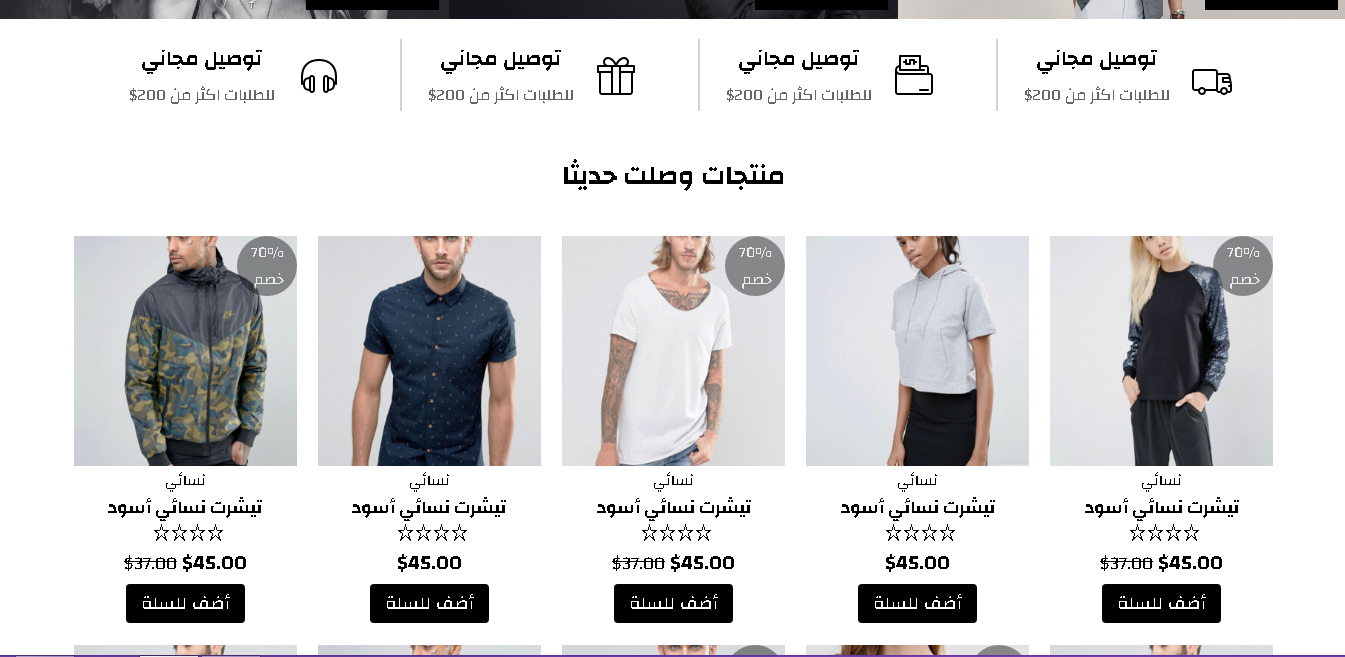 توصيل مجاني
للطلبات اكثر من 200$
توصيل مجاني
للطلبات اكثر من 200$
توصيل مجاني
للطلبات اكثر من 200$
توصيل مجاني
للطلبات اكثر من 200$
منتجات وصلت حديثا
70%
خصم
نسائي
تيشرت نسائي أسود
☆☆☆☆
$37.00 $45.00
أضف للسلة
نسائي
تيشرت نسائي أسود
☆☆☆☆
$45.00
أضف للسلة
70%
خصم
نسائي
تيشرت نسائي أسود
☆☆☆☆
$37.00 $45.00
أضف للسلة
نسائي
تيشرت نسائي أسود
☆☆☆☆
$45.00
أضف للسلة
70%
خصم
نسائي
تيشرت نسائي أسود
☆☆☆☆
$37.00 $45.00
أضف للسلة